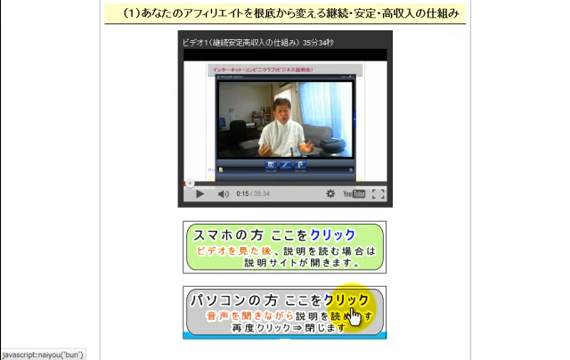 (1)あなたのアフィリエイトを根底から変える継続・安定・高収入の仕組み
ビデオ1(継続安定高収入の仕組み) 35分34秒
インターネット・コンビニクラブ(ビジネス説明会)
0:15 / 35:34
YouTube
スマホの方 ここをクリック
ビデオを見た後、説明を読む場合は
説明サイトが開きます。
パソコンの方 ここをクリック
音声を聞きながら説明を読めます
再度クリック⇒閉じます
javascript:naiyou('bun')